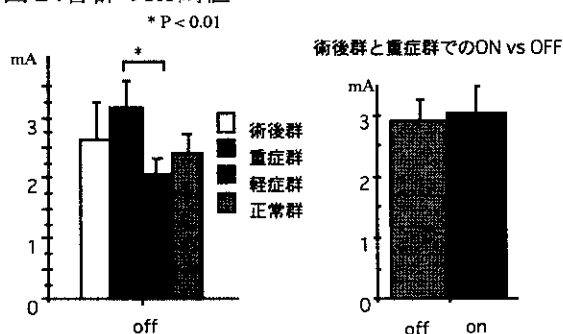 * P < 0.01
mA
*
3
2
1
0
off
術後群
重症群
軽症群
正常群
術後群と重症群でのON vs OFF
mA
3
2
1
0
off on